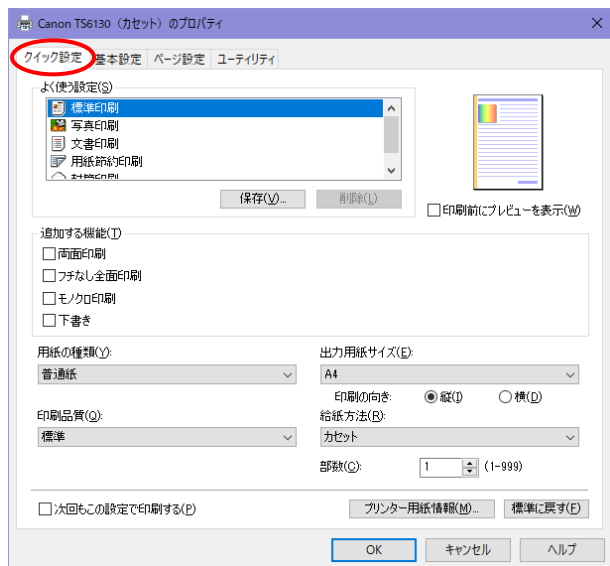 Canon TS6130（カセット）のプロパティ
クイック設定 基本設定 ページ設定 ユーティリティ
よく使う設定(S)
標準印刷
写真印刷
文書印刷
用紙節約印刷
封筒印刷
保存(V)... 削除(L)
印刷前にプレビューを表示(W)
追加する機能(T)
両面印刷
フチなし全面印刷
モノクロ印刷
下書き
用紙の種類(Y): 出力用紙サイズ(E):
普通紙 A4
印刷の向き: 縦(I) 横(D)
印刷品質(Q): 給紙方法(R):
標準 カセット
部数(C): 1 (1-999)
次回もこの設定で印刷する(P) プリンター用紙情報(M)... 標準に戻す(F)
OK キャンセル ヘルプ